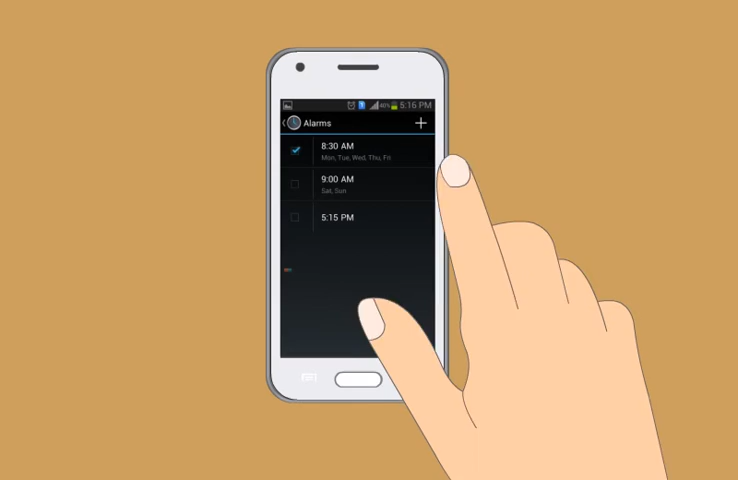 40% 5:16 PM
Alarms
8:30 AM
Mon, Tue, Wed, Thu, Fri
9:00 AM
Sat, Sun
5:15 PM